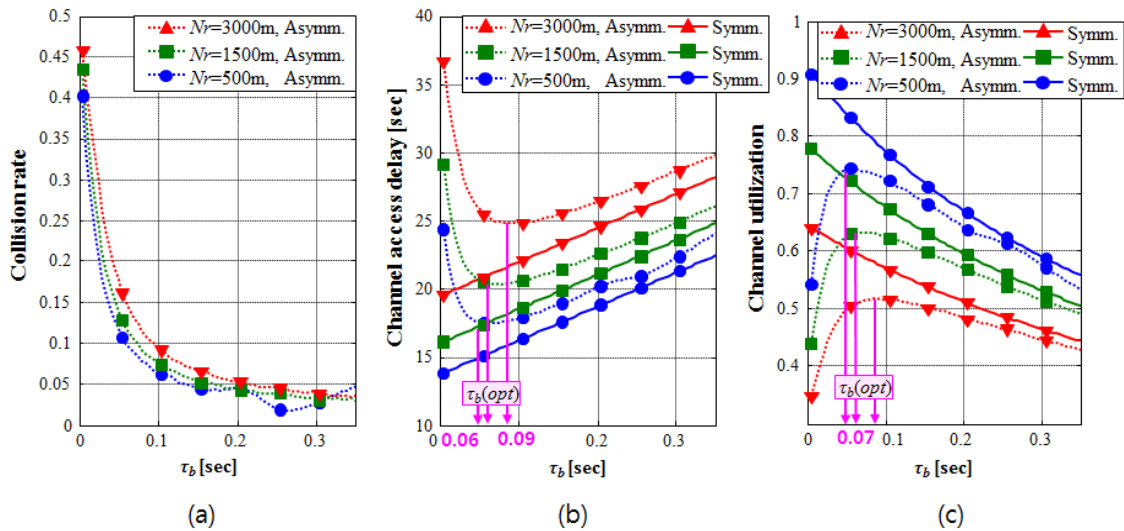 Nr=3000m, Asymm.
Nr=1500m, Asymm.
Nr=500m, Asymm.
0.5
0.45
0.4
0.35
0.3
0.25
0.2
0.15
0.1
0.05
0
Collision rate
0 0.1 0.2 0.3
τb [sec]
(a)
Nr=3000m, Asymm. Symm.
Nr=1500m, Asymm. Symm.
Nr=500m, Asymm. Symm.
40
35
30
25
20
15
10
Channel access delay [sec]
τb(opt)
0 0.06 0.09 0.2 0.3
τb [sec]
(b)
Nr=3000m, Asymm. Symm.
Nr=1500m, Asymm. Symm.
Nr=500m, Asymm. Symm.
1
0.9
0.8
0.7
0.6
0.5
0.4
Channel utilization
τb(opt)
0 0.07 0.1 0.2 0.3
τb [sec]
(c)